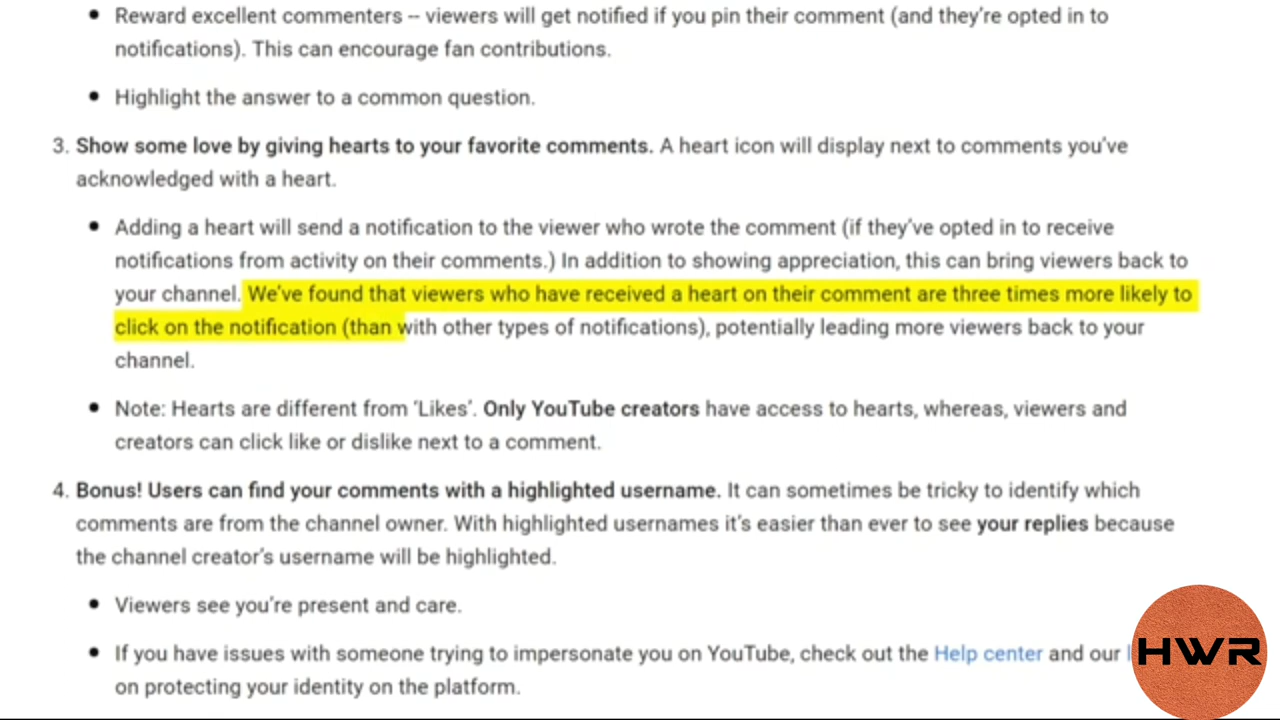 • Reward excellent commenters -- viewers will get notified if you pin their comment (and they're opted in to
notifications). This can encourage fan contributions.
• Highlight the answer to a common question.
3. Show some love by giving hearts to your favorite comments. A heart icon will display next to comments you've
acknowledged with a heart.
• Adding a heart will send a notification to the viewer who wrote the comment (if they've opted in to receive
notifications from activity on their comments.) In addition to showing appreciation, this can bring viewers back to
your channel. We've found that viewers who have received a heart on their comment are three times more likely to
click on the notification (than with other types of notifications), potentially leading more viewers back to your
channel.
• Note: Hearts are different from 'Likes'. Only YouTube creators have access to hearts, whereas, viewers and
creators can click like or dislike next to a comment.
4. Bonus! Users can find your comments with a highlighted username. It can sometimes be tricky to identify which
comments are from the channel owner. With highlighted usernames it's easier than ever to see your replies because
the channel creator's username will be highlighted.
• Viewers see you're present and care.
• If you have issues with someone trying to impersonate you on YouTube, check out the Help center and our
on protecting your identity on the platform.
HWR